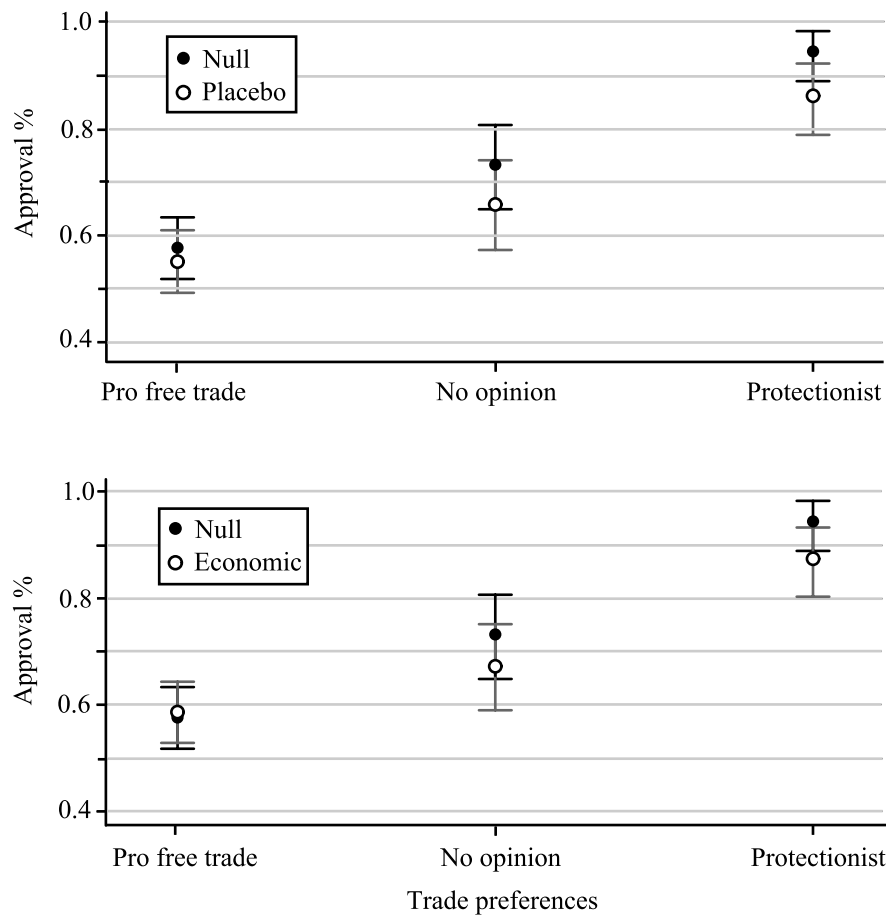 1.0
Null
Placebo
0.8
Approval %
0.6
0.4
Pro free trade No opinion Protectionist
1.0
Null
Economic
0.8
Approval %
0.6
0.4
Pro free trade No opinion Protectionist
Trade preferences